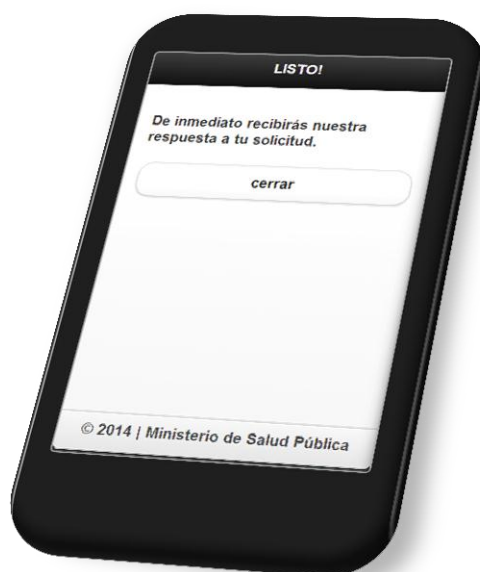 LISTO!
De inmediato recibirás nuestra
respuesta a tu solicitud.
cerrar
© 2014 | Ministerio de Salud Pública